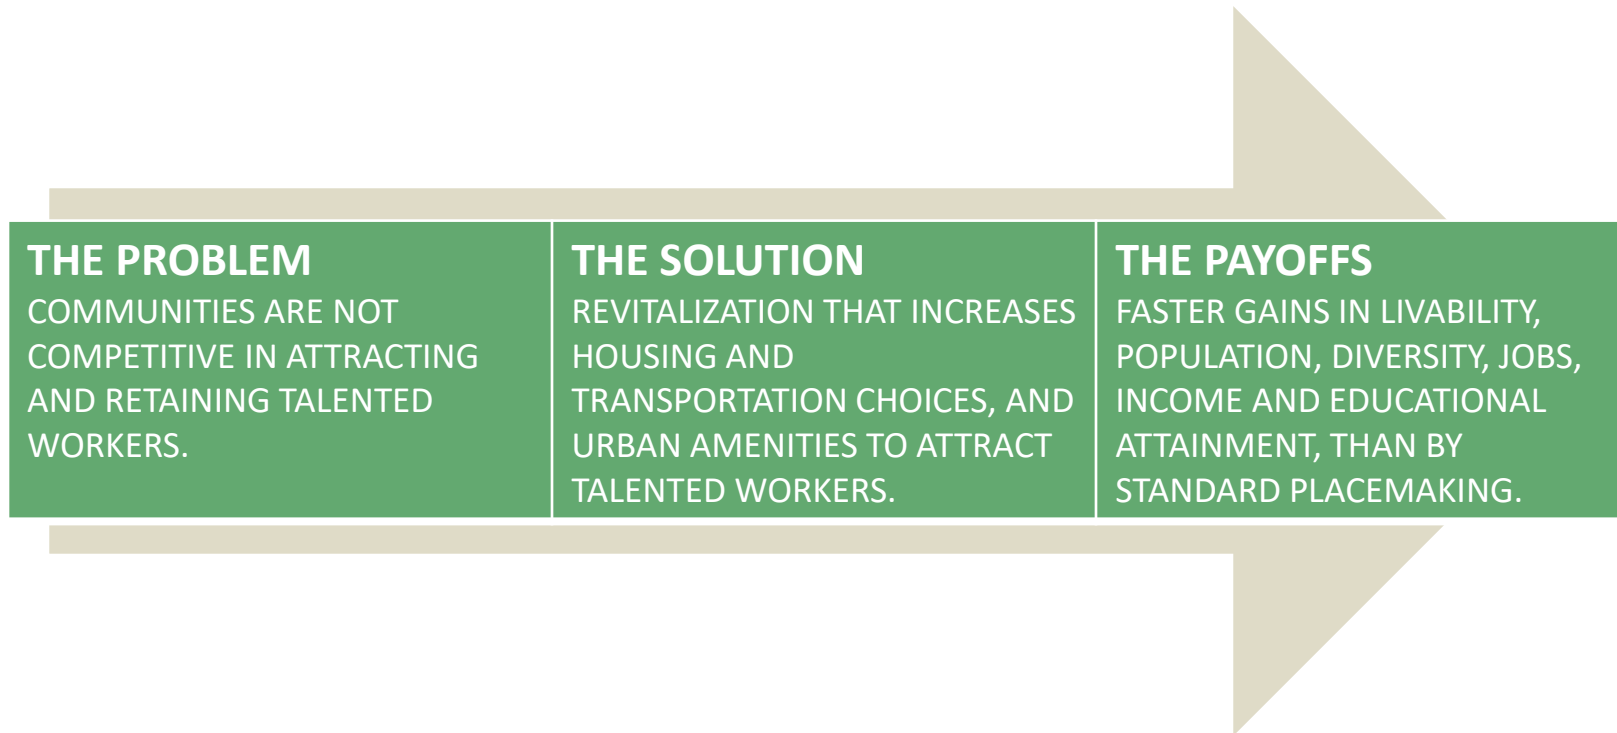 THE PROBLEM
COMMUNITIES ARE NOT
COMPETITIVE IN ATTRACTING
AND RETAINING TALENTED
WORKERS.
THE SOLUTION
REVITALIZATION THAT INCREASES
HOUSING AND
TRANSPORTATION CHOICES, AND
URBAN AMENITIES TO ATTRACT
TALENTED WORKERS.
THE PAYOFFS
FASTER GAINS IN LIVABILITY,
POPULATION, DIVERSITY, JOBS,
INCOME AND EDUCATIONAL
ATTAINMENT, THAN BY
STANDARD PLACEMAKING.